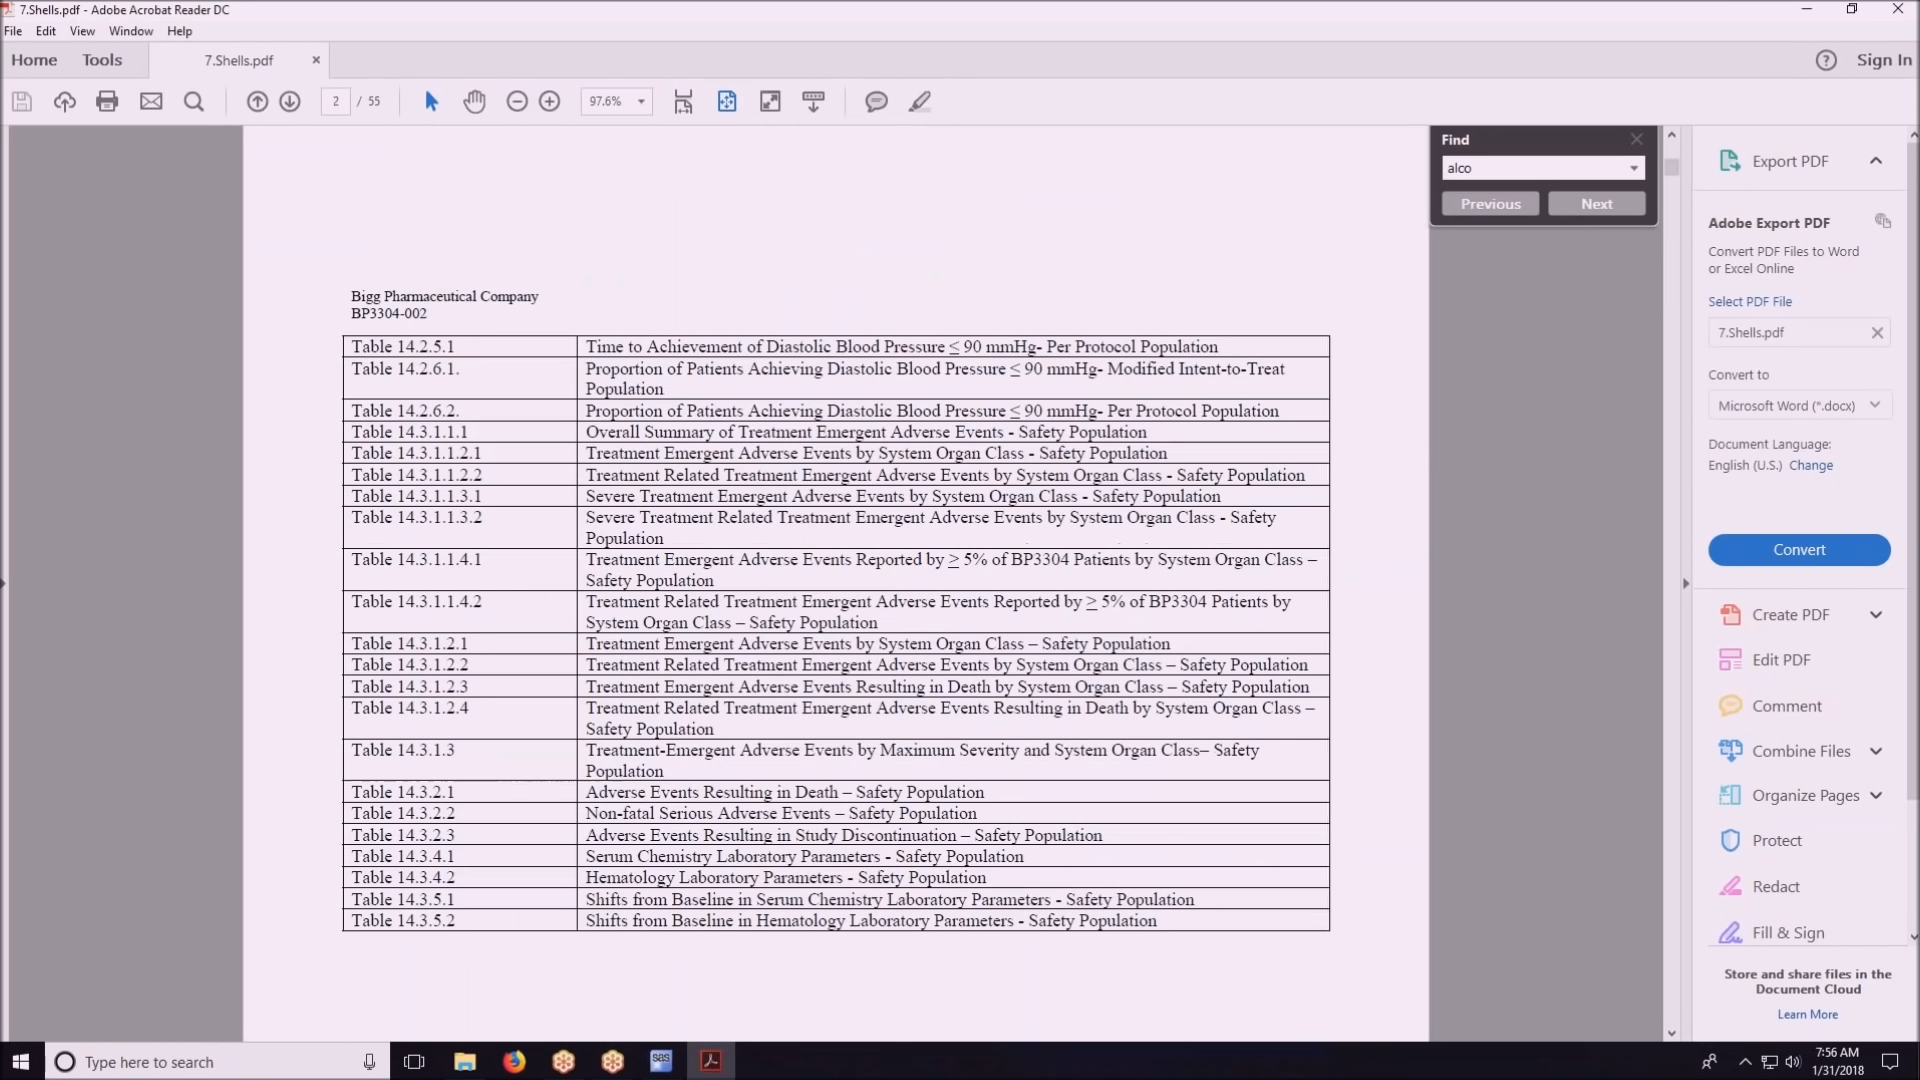 7.Shells.pdf - Adobe Acrobat Reader DC
File Edit View Window Help
Home Tools 7.Shells.pdf Sign In
2 / 55 97.6%
Find
alco
Previous Next
Bigg Pharmaceutical Company
BP3304-002
Table 14.2.5.1 Time to Achievement of Diastolic Blood Pressure ≤ 90 mmHg- Per Protocol Population
Table 14.2.6.1. Proportion of Patients Achieving Diastolic Blood Pressure ≤ 90 mmHg- Modified Intent-to-Treat
Population
Table 14.2.6.2. Proportion of Patients Achieving Diastolic Blood Pressure ≤ 90 mmHg- Per Protocol Population
Table 14.3.1.1.1 Overall Summary of Treatment Emergent Adverse Events - Safety Population
Table 14.3.1.1.2.1 Treatment Emergent Adverse Events by System Organ Class - Safety Population
Table 14.3.1.1.2.2 Treatment Related Treatment Emergent Adverse Events by System Organ Class - Safety Population
Table 14.3.1.1.3.1 Severe Treatment Emergent Adverse Events by System Organ Class - Safety Population
Table 14.3.1.1.3.2 Severe Treatment Related Treatment Emergent Adverse Events by System Organ Class - Safety
Population
Table 14.3.1.1.4.1 Treatment Emergent Adverse Events Reported by ≥ 5% of BP3304 Patients by System Organ Class –
Safety Population
Table 14.3.1.1.4.2 Treatment Related Treatment Emergent Adverse Events Reported by ≥ 5% of BP3304 Patients by
System Organ Class – Safety Population
Table 14.3.1.2.1 Treatment Emergent Adverse Events by System Organ Class – Safety Population
Table 14.3.1.2.2 Treatment Related Treatment Emergent Adverse Events by System Organ Class – Safety Population
Table 14.3.1.2.3 Treatment Emergent Adverse Events Resulting in Death by System Organ Class – Safety Population
Table 14.3.1.2.4 Treatment Related Treatment Emergent Adverse Events Resulting in Death by System Organ Class –
Safety Population
Table 14.3.1.3 Treatment-Emergent Adverse Events by Maximum Severity and System Organ Class– Safety
Population
Table 14.3.2.1 Adverse Events Resulting in Death – Safety Population
Table 14.3.2.2 Non-fatal Serious Adverse Events – Safety Population
Table 14.3.2.3 Adverse Events Resulting in Study Discontinuation – Safety Population
Table 14.3.4.1 Serum Chemistry Laboratory Parameters - Safety Population
Table 14.3.4.2 Hematology Laboratory Parameters - Safety Population
Table 14.3.5.1 Shifts from Baseline in Serum Chemistry Laboratory Parameters - Safety Population
Table 14.3.5.2 Shifts from Baseline in Hematology Laboratory Parameters - Safety Population
Export PDF
Adobe Export PDF
Convert PDF Files to Word
or Excel Online
Select PDF File
7.Shells.pdf
Convert to
Microsoft Word (*.docx)
Document Language:
English (U.S.) Change
Convert
Create PDF
Edit PDF
Comment
Combine Files
Organize Pages
Protect
Redact
Fill & Sign
Store and share files in the
Document Cloud
Learn More
Type here to search
sas
7:56 AM
1/31/2018